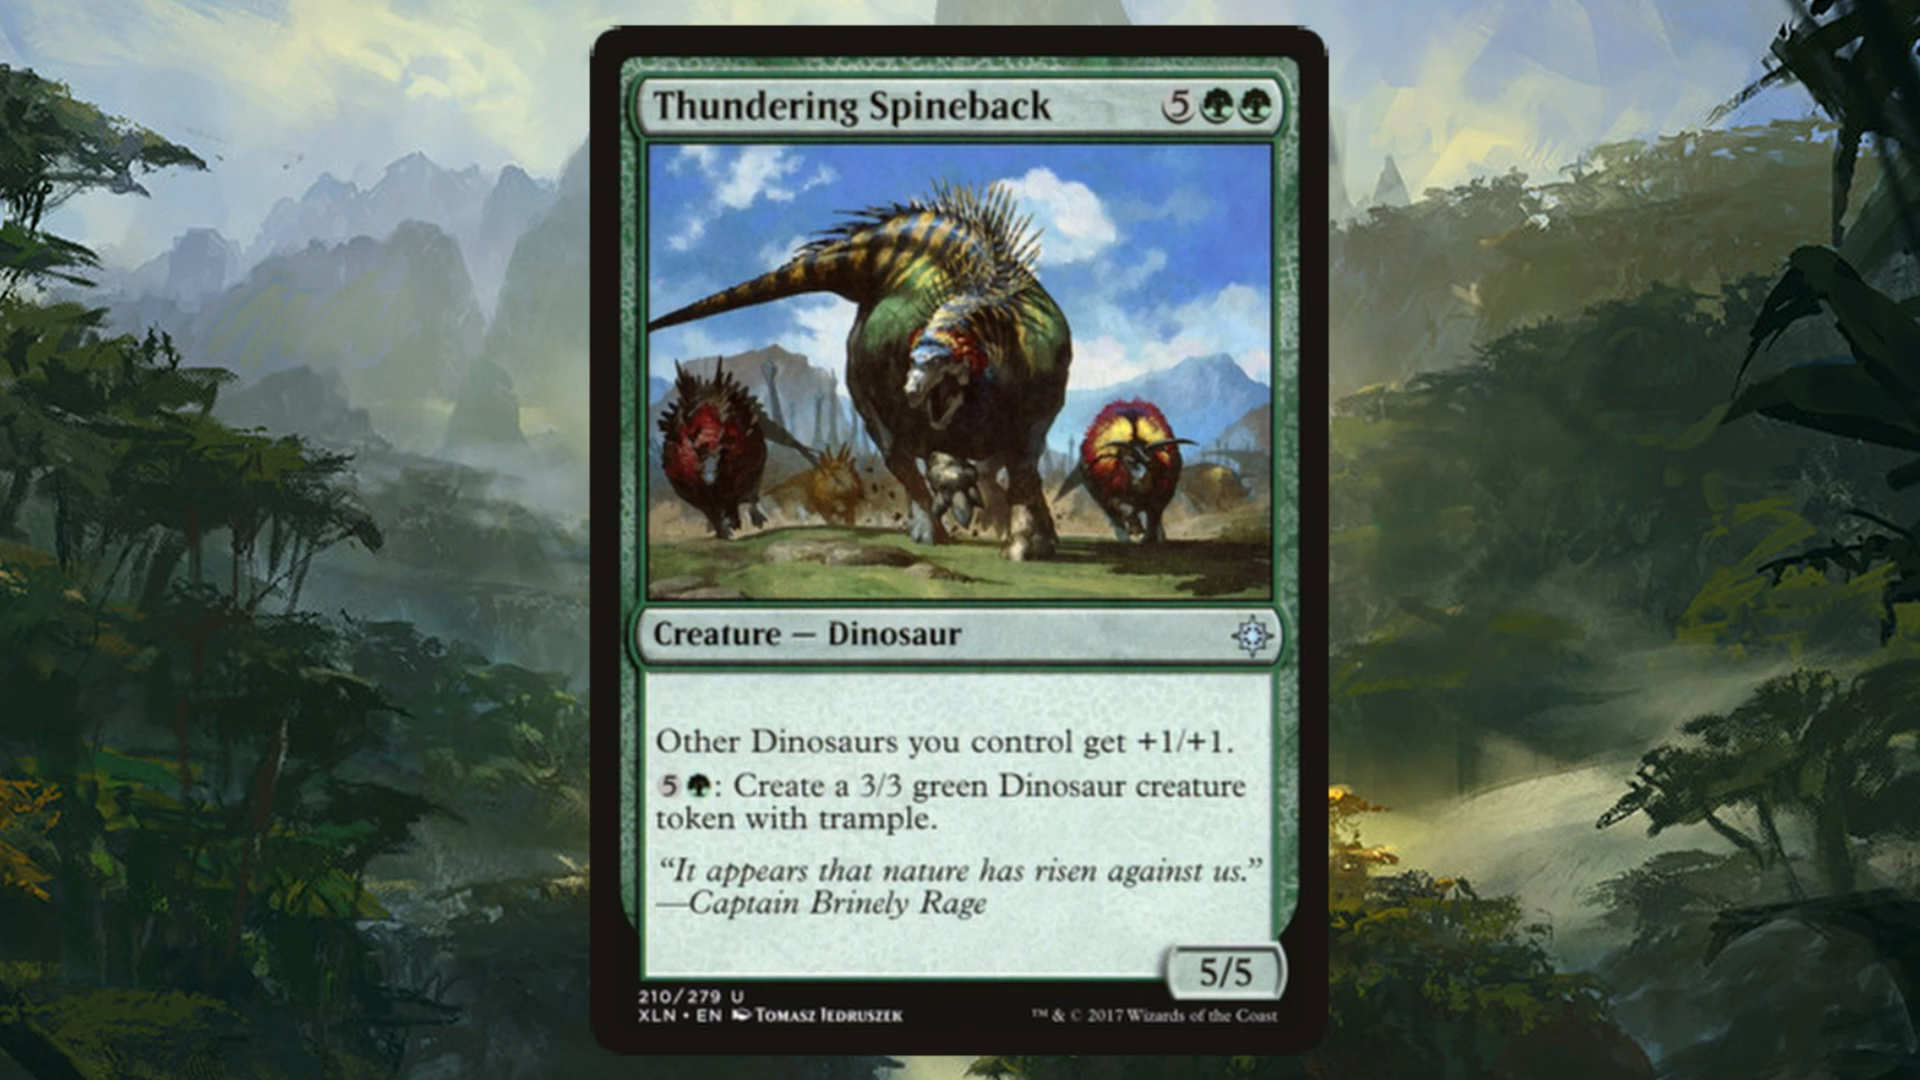 Thundering Spineback 5
Creature — Dinosaur
Other Dinosaurs you control get +1/+1.
5 : Create a 3/3 green Dinosaur creature
token with trample.
“It appears that nature has risen against us.”
—Captain Brinely Rage
5/5
210/279 U
XLN • EN TOMASZ JEDRUSZEK
™ & © 2017 Wizards of the Coast